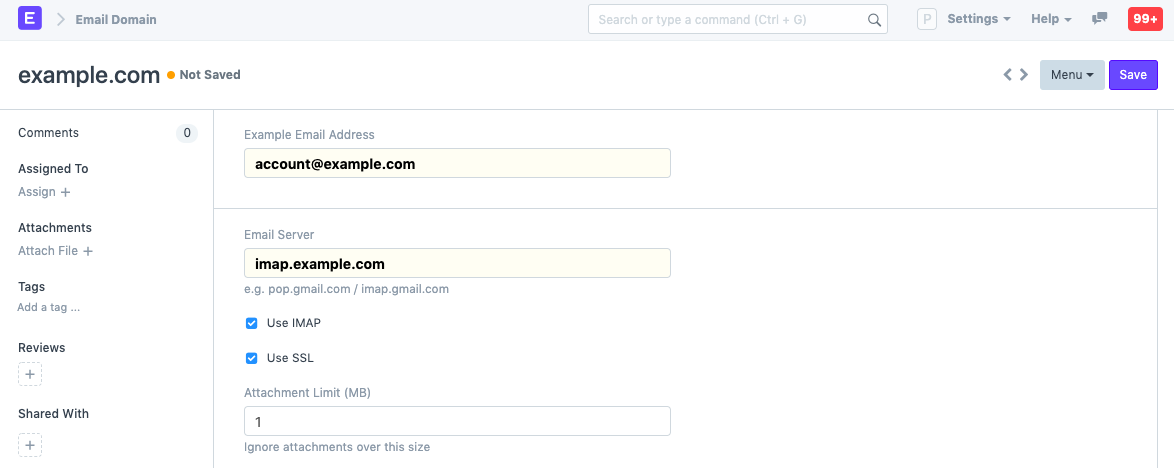 E Email Domain Search or type a command (Ctrl + G) P Settings Help 99+
example.com Not Saved Menu Save
Comments 0
Assigned To
Assign +
Attachments
Attach File +
Tags
Add a tag ...
Reviews
+
Shared With
+
Example Email Address
account@example.com
Email Server
imap.example.com
e.g. pop.gmail.com / imap.gmail.com
Use IMAP
Use SSL
Attachment Limit (MB)
1
Ignore attachments over this size